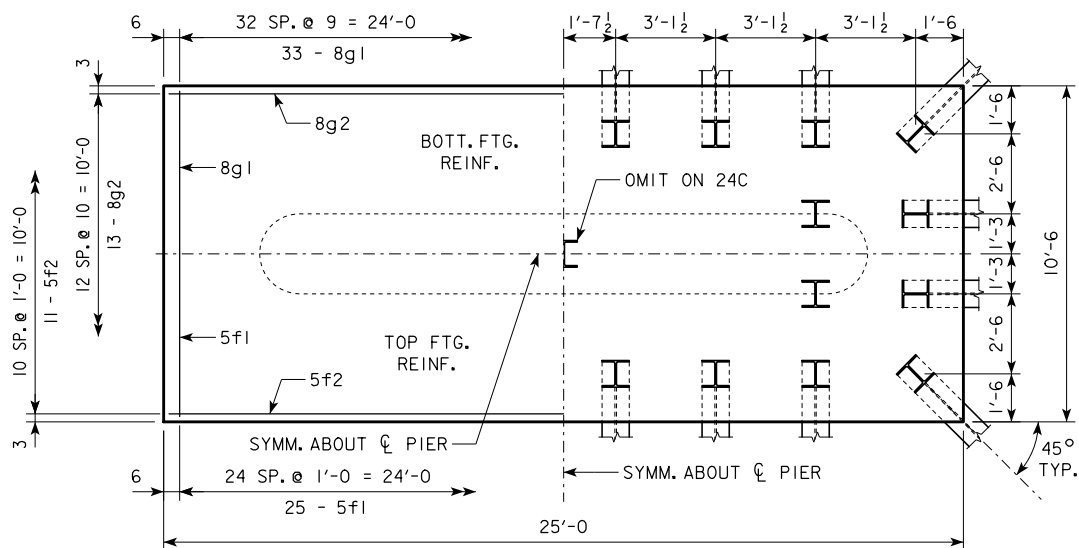 6
32 SP. @ 9 = 24'-0
33 - 8g1
1'-7½
3'-1½
3'-1½
3'-1½
1'-6
3
8g2
BOTT. FTG.
REINF.
8g1
OMIT ON 24C
10 SP. @ 1'-0 = 10'-0
11 - 5f2
12 SP. @ 10 = 10'-0
13 - 8g2
1'-6
2'-6
1'-3
1'-3
2'-6
1'-6
10'-6
5f1
TOP FTG.
REINF.
5f2
3
SYMM. ABOUT ℄ PIER
SYMM. ABOUT ℄ PIER
45°
TYP.
6
24 SP. @ 1'-0 = 24'-0
25 - 5f1
25'-0